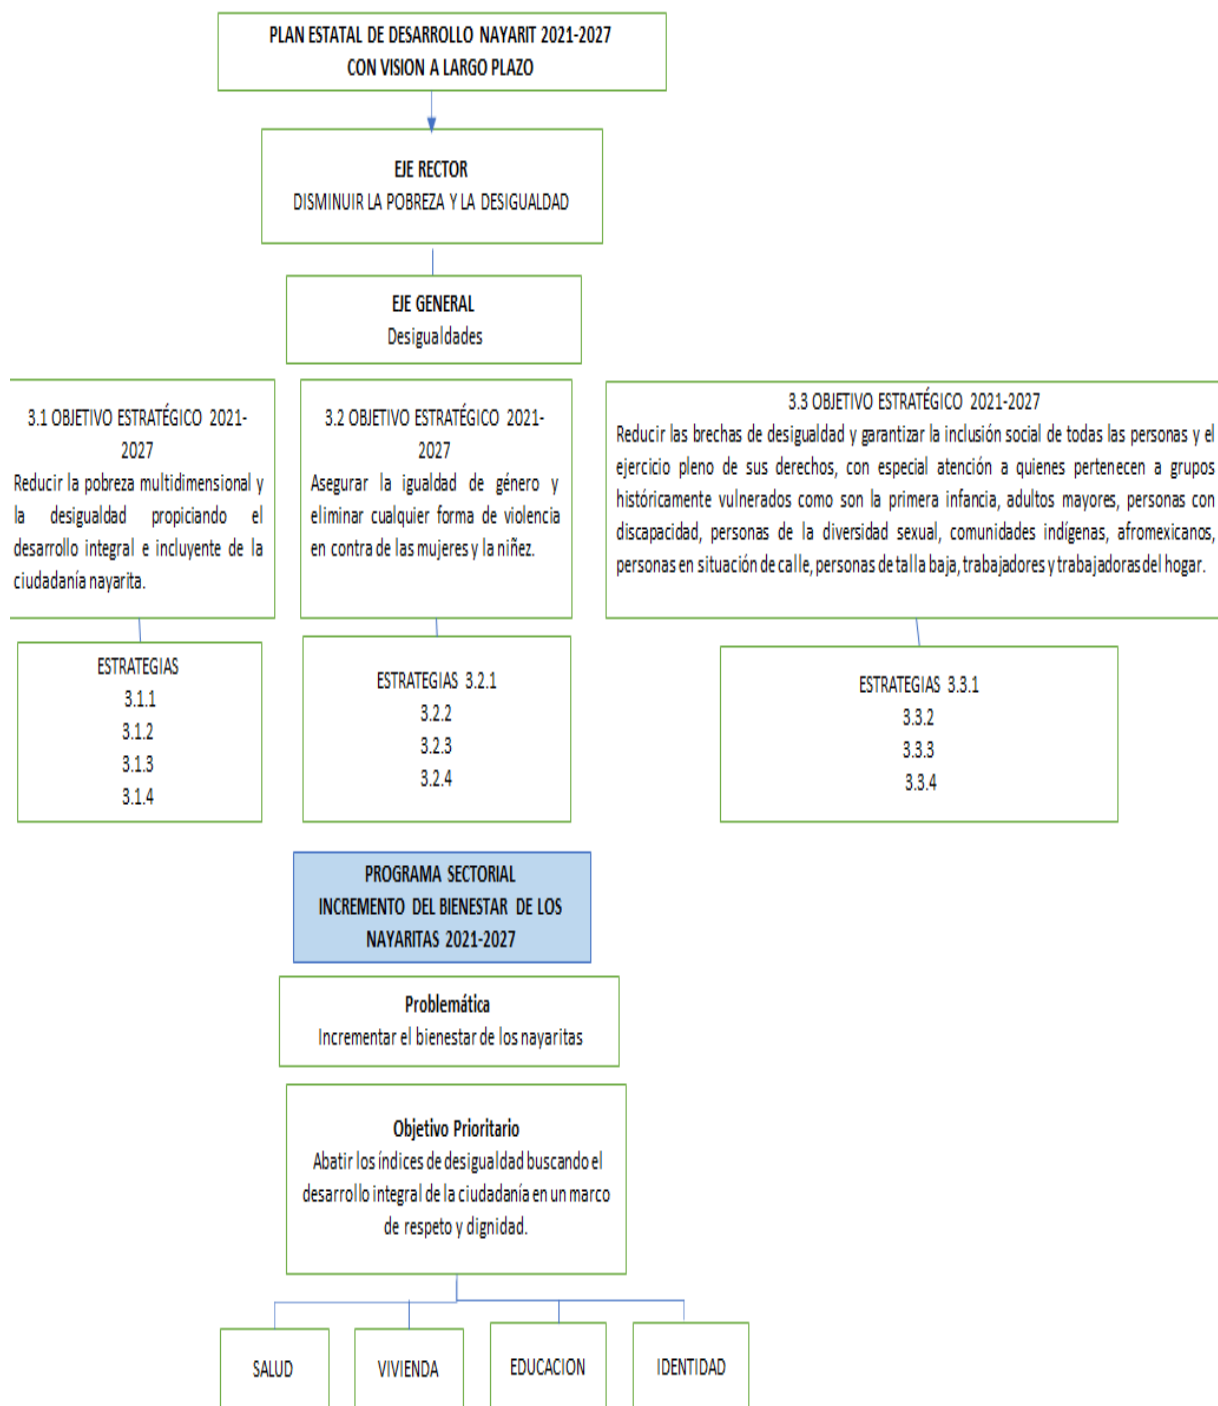 PLAN ESTATAL DE DESARROLLO NAYARIT 2021-2027
CON VISION A LARGO PLAZO
EJE RECTOR
DISMINUIR LA POBREZA Y LA DESIGUALDAD
EJE GENERAL
Desigualdades
3.1 OBJETIVO ESTRATÉGICO 2021-
2027
Reducir la pobreza multidimensional y
la desigualdad propiciando el
desarrollo integral e incluyente de la
ciudadanía nayarita.
3.2 OBJETIVO ESTRATÉGICO 2021-
2027
Asegurar la igualdad de género y
eliminar cualquier forma de violencia
en contra de las mujeres y la niñez.
3.3 OBJETIVO ESTRATÉGICO 2021-2027
Reducir las brechas de desigualdad y garantizar la inclusión social de todas las personas y el
ejercicio pleno de sus derechos, con especial atención a quienes pertenecen a grupos
históricamente vulnerados como son la primera infancia, adultos mayores, personas con
discapacidad, personas de la diversidad sexual, comunidades indígenas, afromexicanos,
personas en situación de calle, personas de talla baja, trabajadores y trabajadoras del hogar.
ESTRATEGIAS
3.1.1
3.1.2
3.1.3
3.1.4
ESTRATEGIAS 3.2.1
3.2.2
3.2.3
3.2.4
ESTRATEGIAS 3.3.1
3.3.2
3.3.3
3.3.4
PROGRAMA SECTORIAL
INCREMENTO DEL BIENESTAR DE LOS
NAYARITAS 2021-2027
Problemática
Incrementar el bienestar de los nayaritas
Objetivo Prioritario
Abatir los índices de desigualdad buscando el
desarrollo integral de la ciudadanía en un marco
de respeto y dignidad.
SALUD
VIVIENDA
EDUCACION
IDENTIDAD